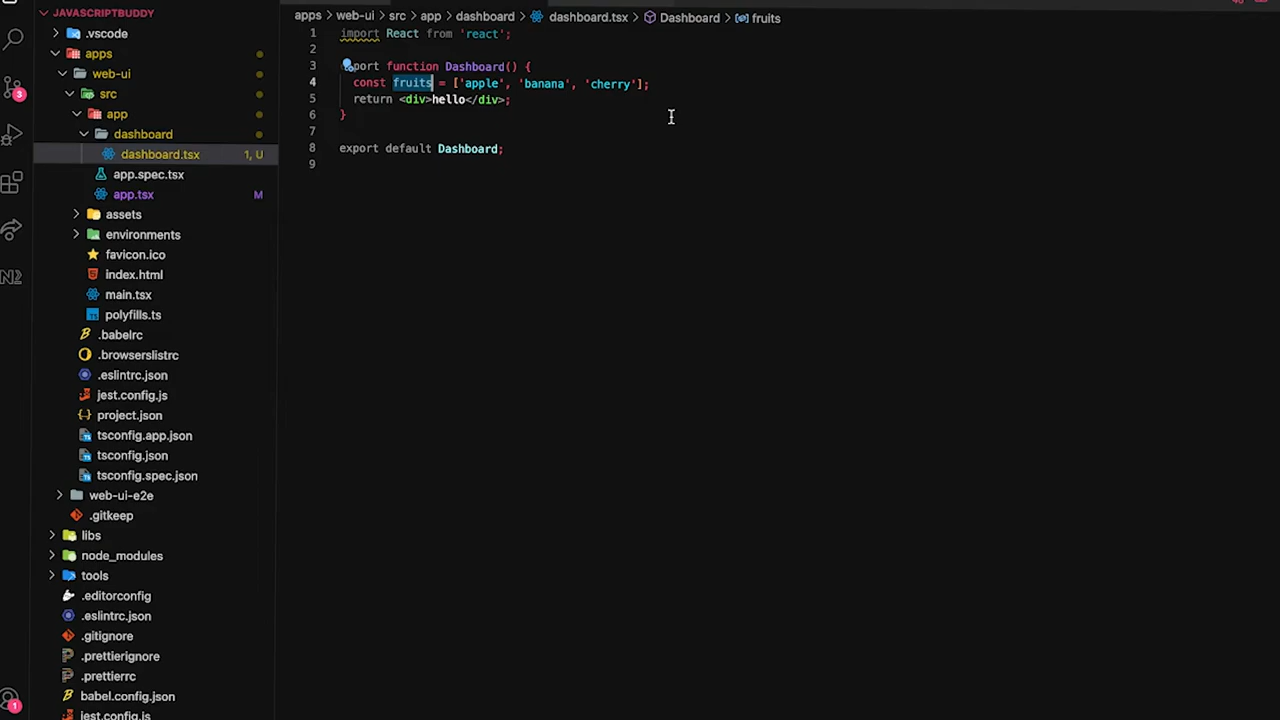 JAVASCRIPTBUDDY
.vscode
apps
web-ui
src
app
dashboard
dashboard.tsx 1, U
app.spec.tsx
app.tsx M
assets
environments
favicon.ico
index.html
main.tsx
polyfills.ts
.babelrc
.browserslistrc
.eslintrc.json
jest.config.js
project.json
tsconfig.app.json
tsconfig.json
tsconfig.spec.json
web-ui-e2e
.gitkeep
libs
node_modules
tools
.editorconfig
.eslintrc.json
.gitignore
.prettierignore
.prettierrc
babel.config.json
jest.config.js
3
1
apps > web-ui > src > app > dashboard > dashboard.tsx > Dashboard > fruits
1 import React from 'react';
2
3 port function Dashboard() {
4 const fruits = ['apple', 'banana', 'cherry'];
5 return <div>hello</div>;
6 }
7
8 export default Dashboard;
9